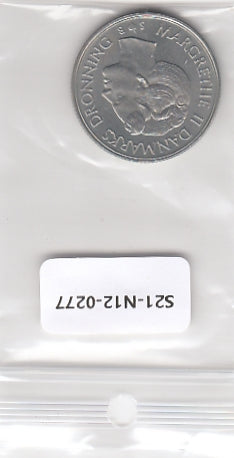 MARGRETHE II DANMARKS DRONNING
S21-N12-0277